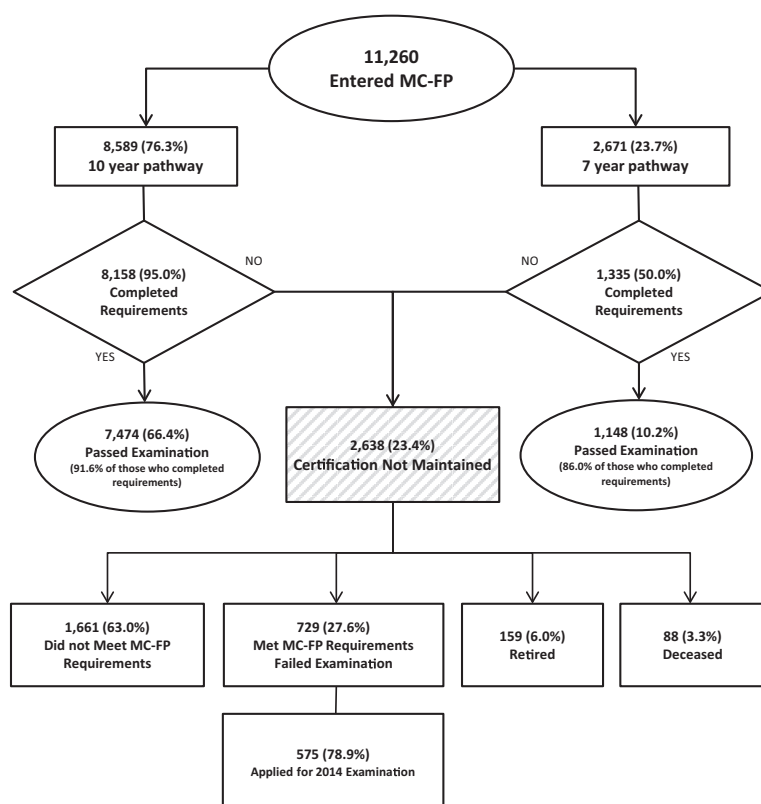 11,260
Entered MC-FP
8,589 (76.3%)
10 year pathway
2,671 (23.7%)
7 year pathway
8,158 (95.0%)
Completed
Requirements
NO
NO
1,335 (50.0%)
Completed
Requirements
YES
YES
7,474 (66.4%)
Passed Examination
(91.6% of those who completed
requirements)
2,638 (23.4%)
Certification Not Maintained
1,148 (10.2%)
Passed Examination
(86.0% of those who completed
requirements)
1,661 (63.0%)
Did not Meet MC-FP
Requirements
729 (27.6%)
Met MC-FP Requirements
Failed Examination
159 (6.0%)
Retired
88 (3.3%)
Deceased
575 (78.9%)
Applied for 2014 Examination